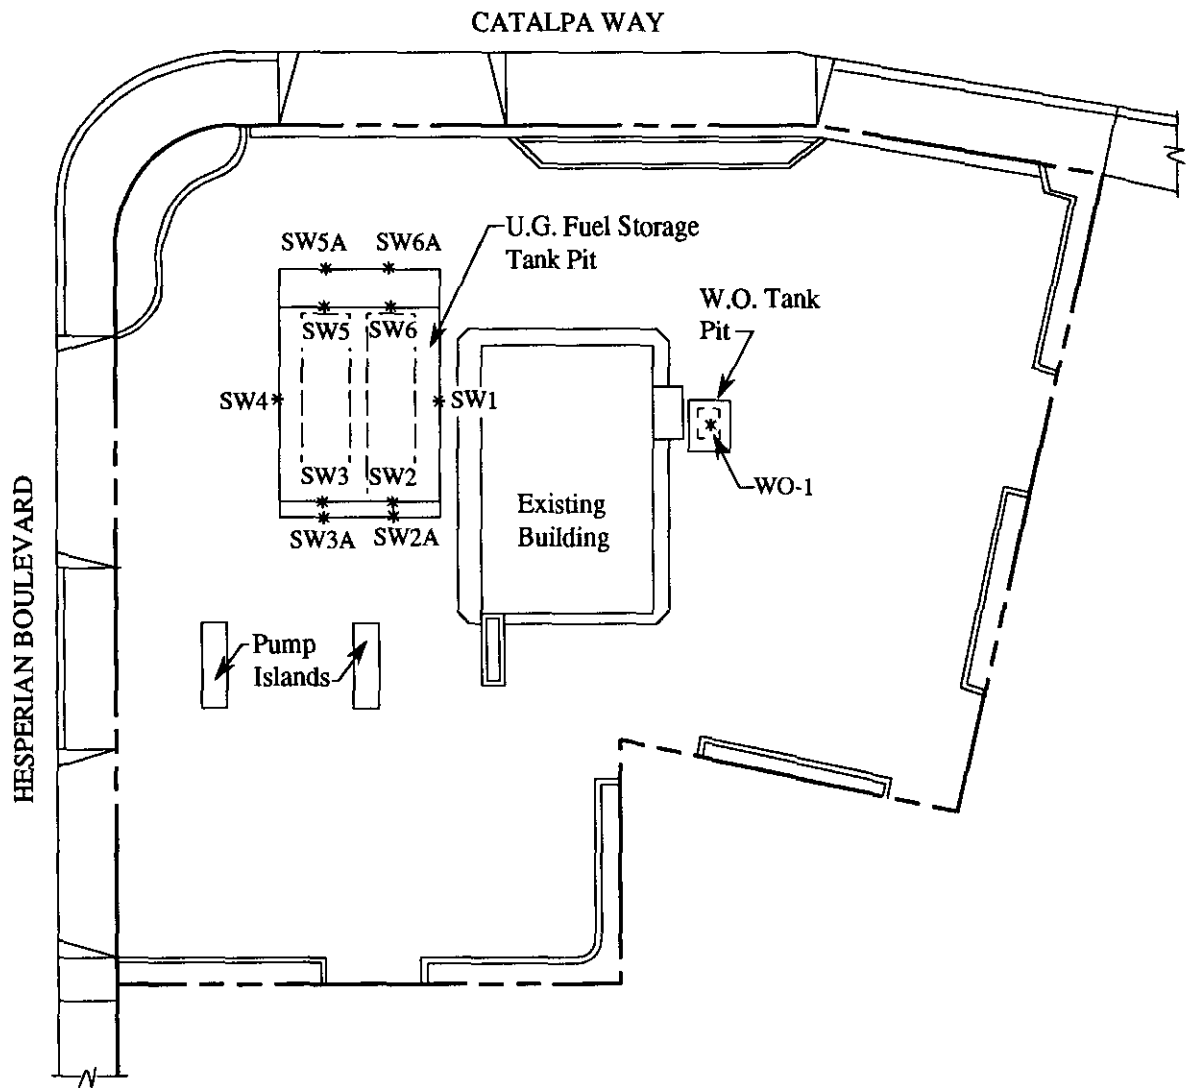 CATALPA WAY
SW5A
SW6A
U.G. Fuel Storage
Tank Pit
W.O. Tank
Pit
SW5
SW6
SW4
SW1
SW3
SW2
WO-1
SW3A
SW2A
Existing
Building
HESPERIAN BOULEVARD
Pump
Islands